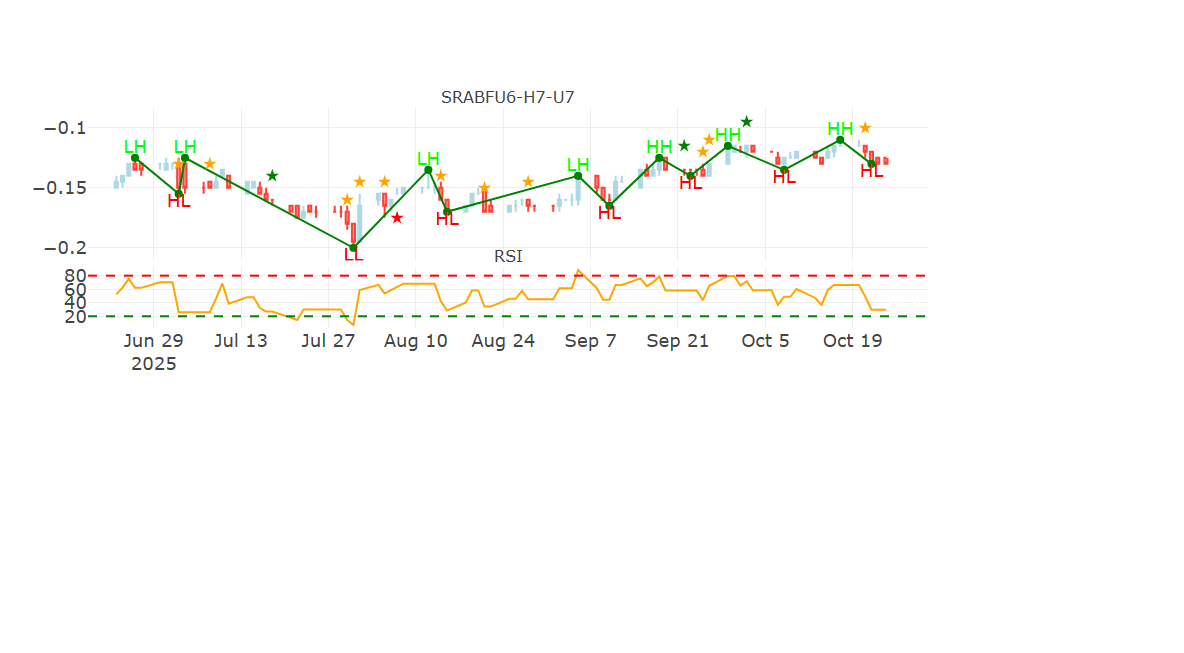 SRABFU6-H7-U7
−0.1
−0.15
−0.2
LH
HL
LH
LL
LH
HL
LH
HL
HH
HL
HH
HL
HH
HL
RSI
80
60
40
20
Jun 29
2025
Jul 13
Jul 27
Aug 10
Aug 24
Sep 7
Sep 21
Oct 5
Oct 19